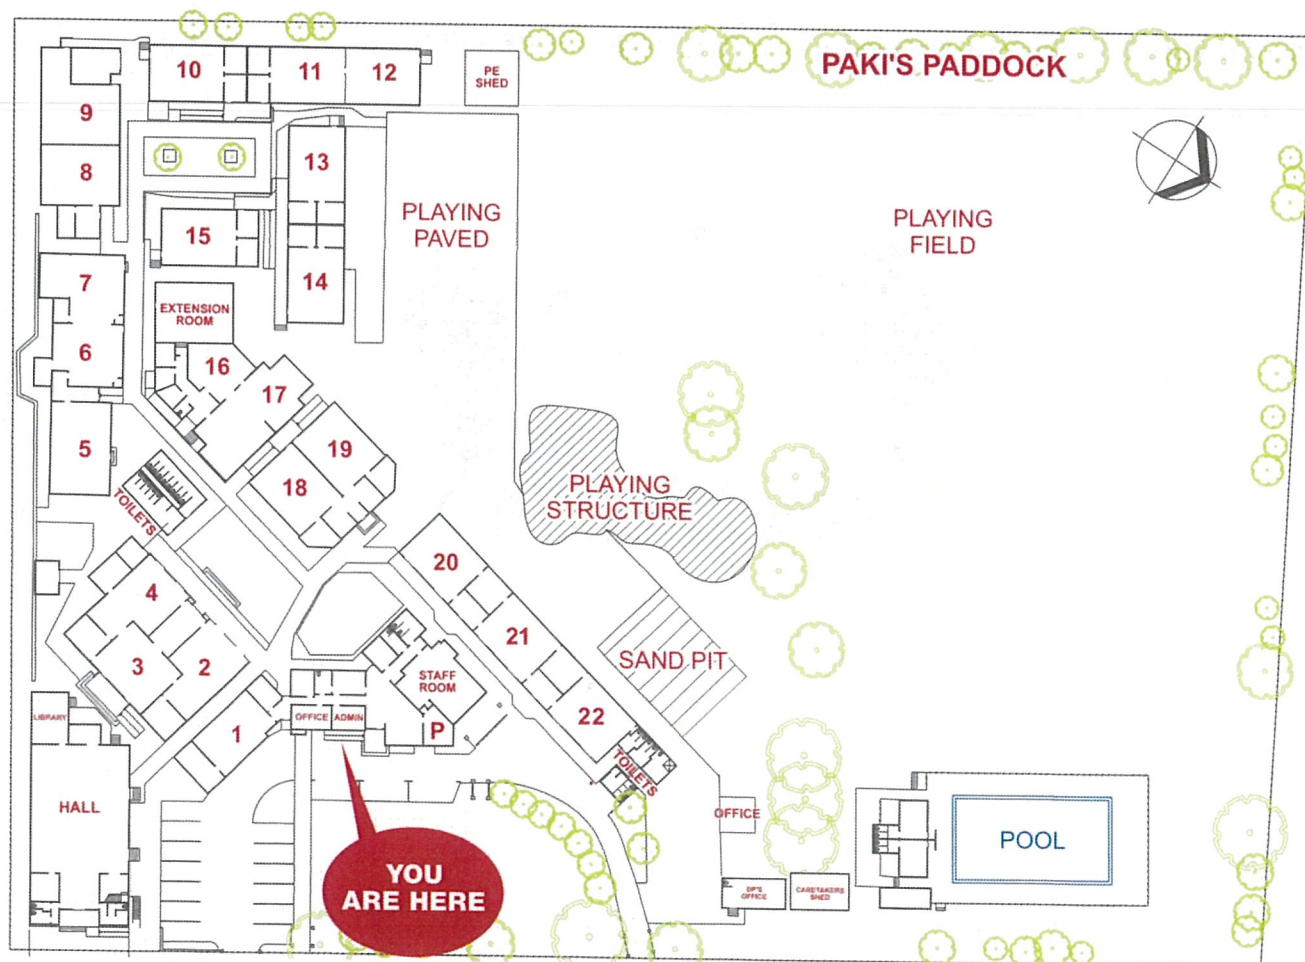 PAKI'S PADDOCK
10
11
12
PE
SHED
9
8
13
15
14
PLAYING
PAVED
PLAYING
FIELD
7
6
5
EXTENSION
ROOM
16
17
19
18
TOILETS
PLAYING
STRUCTURE
20
21
22
SAND PIT
4
3
2
1
STAFF
ROOM
P
OFFICE
ADMIN
LIBRARY
HALL
TOILETS
OFFICE
POOL
DP'S
OFFICE
CARETAKERS
SHED
YOU
ARE HERE